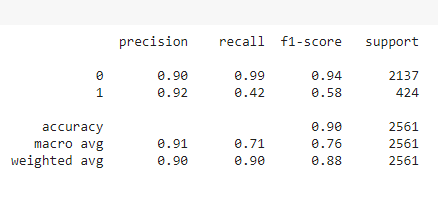 precision recall f1-score support
0 0.90 0.99 0.94 2137
1 0.92 0.42 0.58 424
accuracy 0.90 2561
macro avg 0.91 0.71 0.76 2561
weighted avg 0.90 0.90 0.88 2561